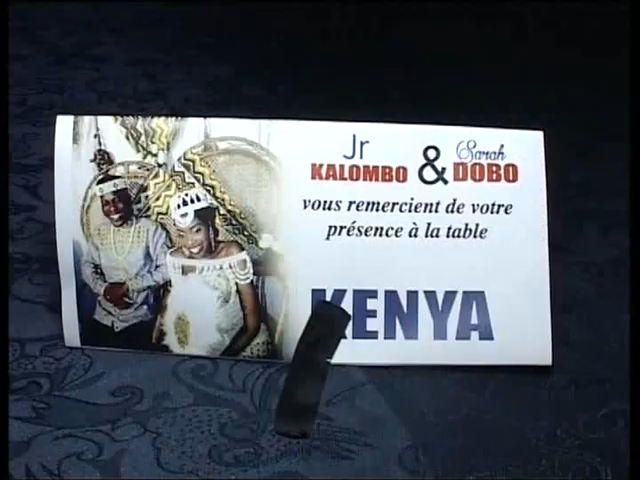 Jr & Sarah
KALOMBO DOBO
vous remercient de votre
présence à la table
KENYA